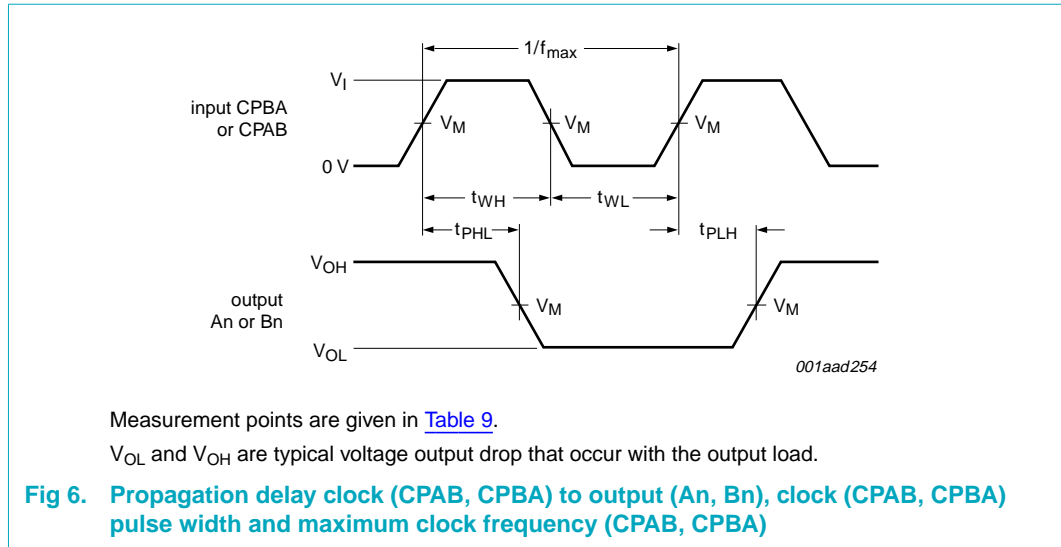 1/fmax
VI
input CPBA
or CPAB
VM VM VM
0 V
tWH tWL
tPHL tPLH
VOH
output
An or Bn
VM VM
VOL
001aad254
Measurement points are given in Table 9.
VOL and VOH are typical voltage output drop that occur with the output load.
Fig 6. Propagation delay clock (CPAB, CPBA) to output (An, Bn), clock (CPAB, CPBA)
pulse width and maximum clock frequency (CPAB, CPBA)